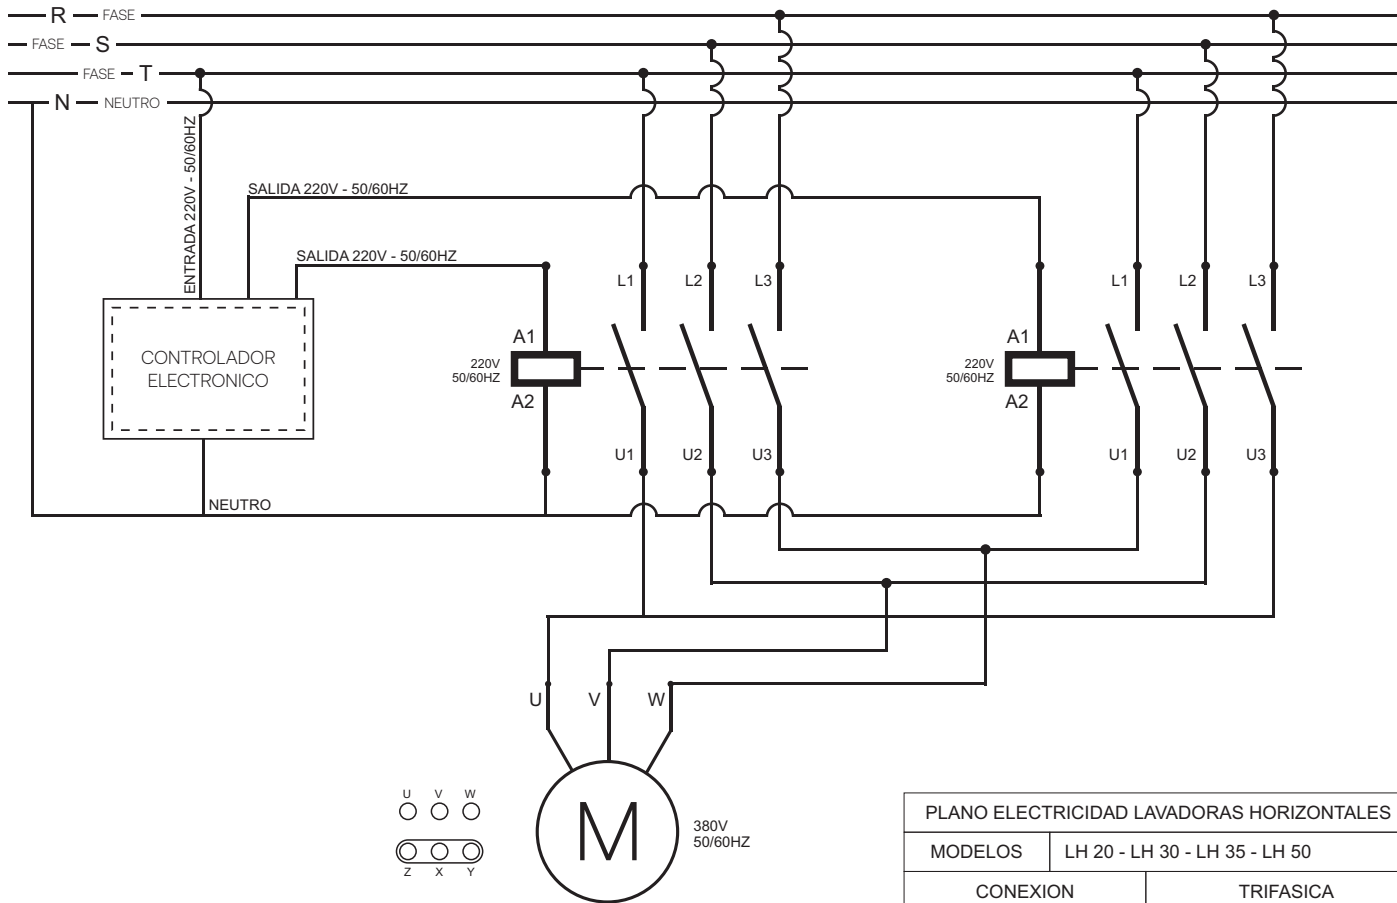 R FASE
FASE S
FASE T
N NEUTRO
ENTRADA 220V - 50/60HZ
SALIDA 220V - 50/60HZ
SALIDA 220V - 50/60HZ
L1 L2 L3 L1 L2 L3
CONTROLADOR
ELECTRONICO
A1 A1
220V 220V
50/60HZ 50/60HZ
A2 A2
U1 U2 U3 U1 U2 U3
NEUTRO
U V W
U V W
M
380V
50/60HZ
Z X Y
PLANO ELECTRICIDAD LAVADORAS HORIZONTALES
MODELOS LH 20 - LH 30 - LH 35 - LH 50
CONEXION TRIFASICA